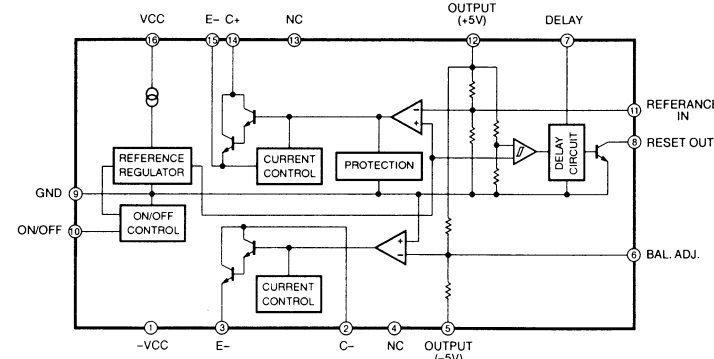 VCC
E– C+
NC
OUTPUT
(+5V)
DELAY
16
15
14
13
12
7
11
REFERANCE
IN
8
RESET OUT
REFERENCE
REGULATOR
CURRENT
CONTROL
PROTECTION
DELAY
CIRCUIT
GND
9
ON/OFF
10
ON/OFF
CONTROL
CURRENT
CONTROL
6
BAL. ADJ.
–
+
+
–
1
3
2
4
5
–VCC
E–
C–
NC
OUTPUT
(–5V)